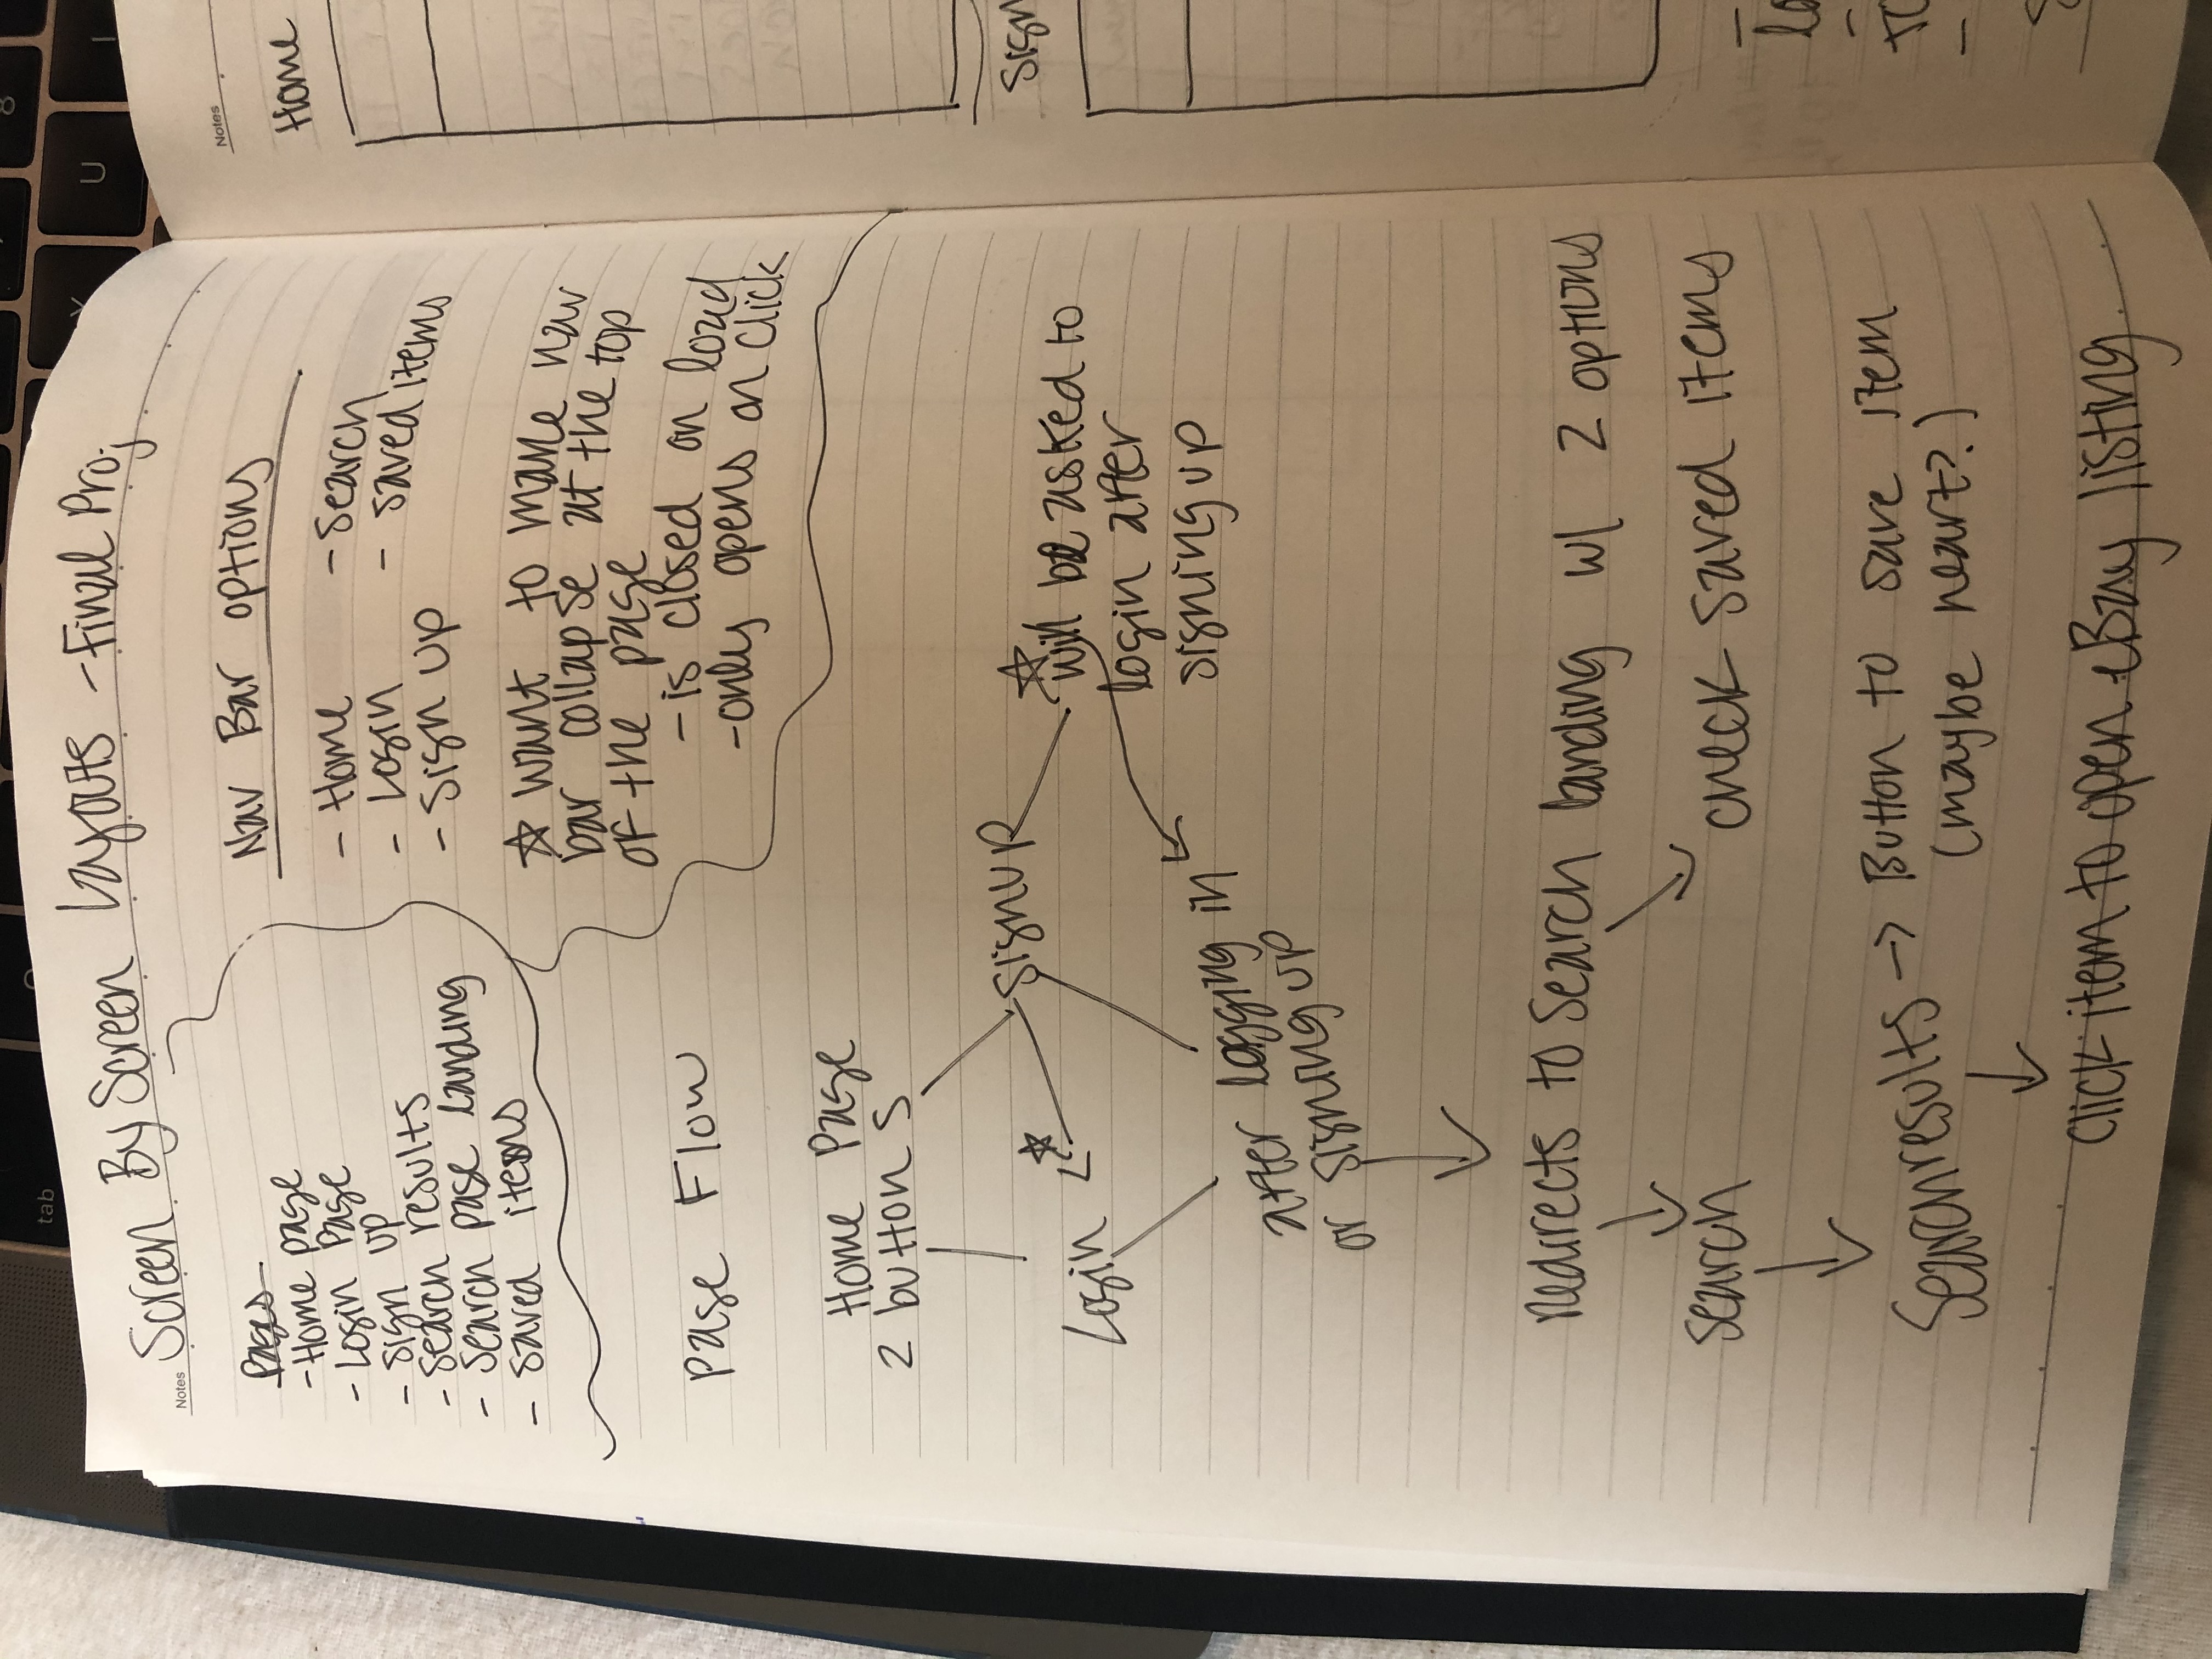 tab
U
8
Notes
Screen By Screen Layouts - Final Proj
Pages
- Home page
- Login Page
- Sign up
- Search results
- Search page landing
- Saved items
Nav Bar options
- Home
- Login
- Sign up
- Search
- Saved items
☆ want to make nav
bar collapse at the top
of the page
- is closed on load
- only opens on click
Page Flow
Home Page
2 buttons
Signup
☆
Login
☆
will be asked to
login after
signing up
after logging in
or signing up
Redirects to Search landing w/ 2 options
Search
check saved items
Search results → Button to save item
(maybe heart?)
Click item to open eBay listing
Notes
Home
Sign